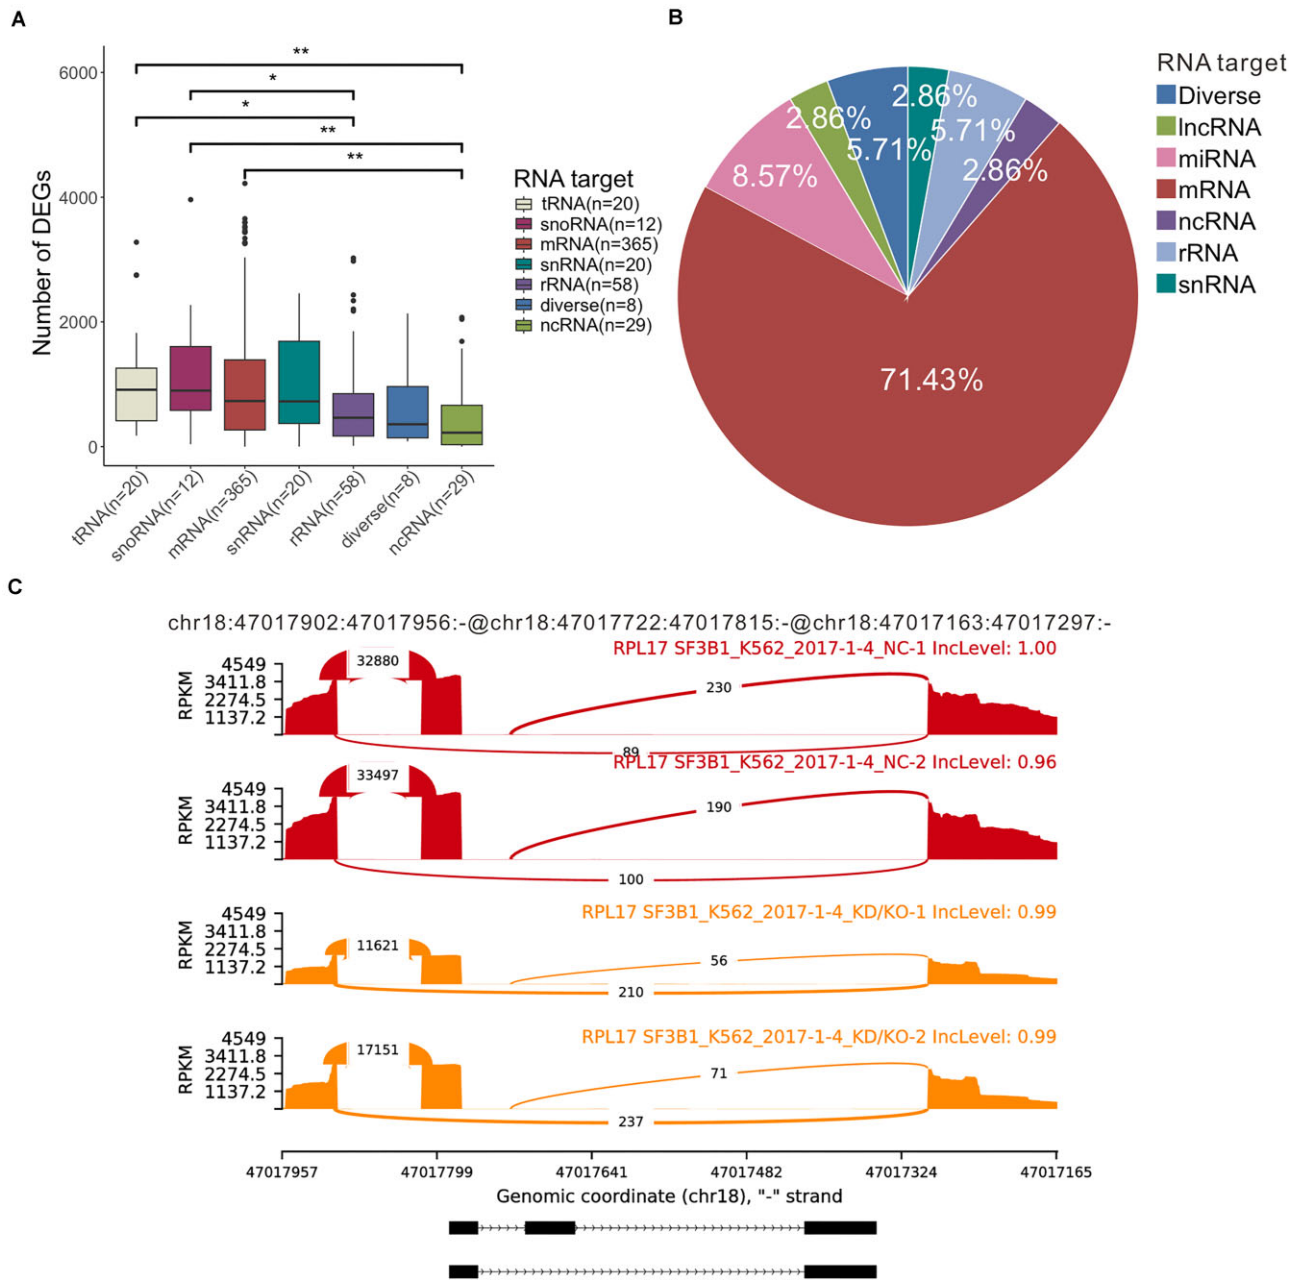 A
Number of DEGs
6000
4000
2000
0
**
*
*
**
**
tRNA(n=20)
snoRNA(n=12)
mRNA(n=365)
snRNA(n=20)
rRNA(n=58)
diverse(n=8)
ncRNA(n=29)
RNA target
tRNA(n=20)
snoRNA(n=12)
mRNA(n=365)
snRNA(n=20)
rRNA(n=58)
diverse(n=8)
ncRNA(n=29)
B
2.86%
2.86%
5.71%
5.71%
8.57%
2.86%
71.43%
RNA target
Diverse
lncRNA
miRNA
mRNA
ncRNA
rRNA
snRNA
C
chr18:47017902:47017956:-@chr18:47017722:47017815:-@chr18:47017163:47017297:-
RPL17 SF3B1_K562_2017-1-4_NC-1 IncLevel: 1.00
RPKM
4549
3411.8
2274.5
1137.2
32880
230
89
RPL17 SF3B1_K562_2017-1-4_NC-2 IncLevel: 0.96
RPKM
4549
3411.8
2274.5
1137.2
33497
190
100
RPL17 SF3B1_K562_2017-1-4_KD/KO-1 IncLevel: 0.99
RPKM
4549
3411.8
2274.5
1137.2
11621
56
210
RPL17 SF3B1_K562_2017-1-4_KD/KO-2 IncLevel: 0.99
RPKM
4549
3411.8
2274.5
1137.2
17151
71
237
47017957 47017799 47017641 47017482 47017324 47017165
Genomic coordinate (chr18), "-" strand